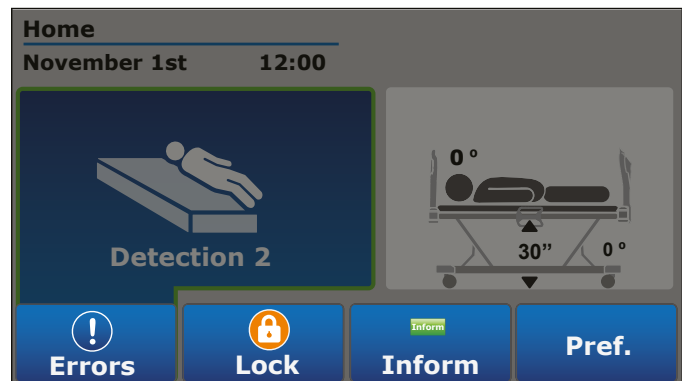 Home
November 1st 12:00
0 º
Detection 2
30”
0 º
!
Errors
Lock
Inform
Inform
Pref.